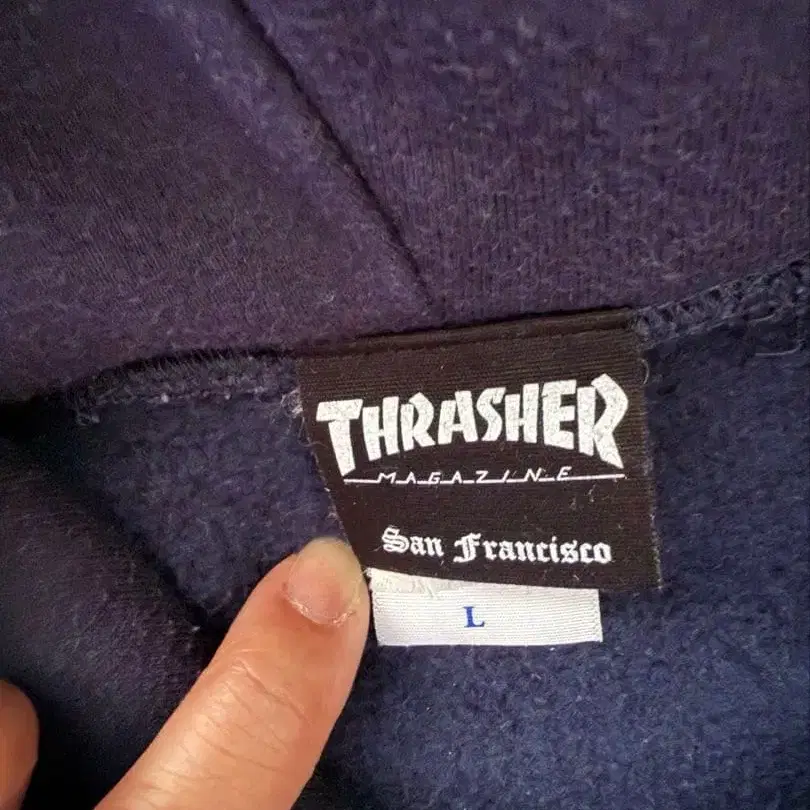 THRASHER
MAGAZINE
San Francisco
L